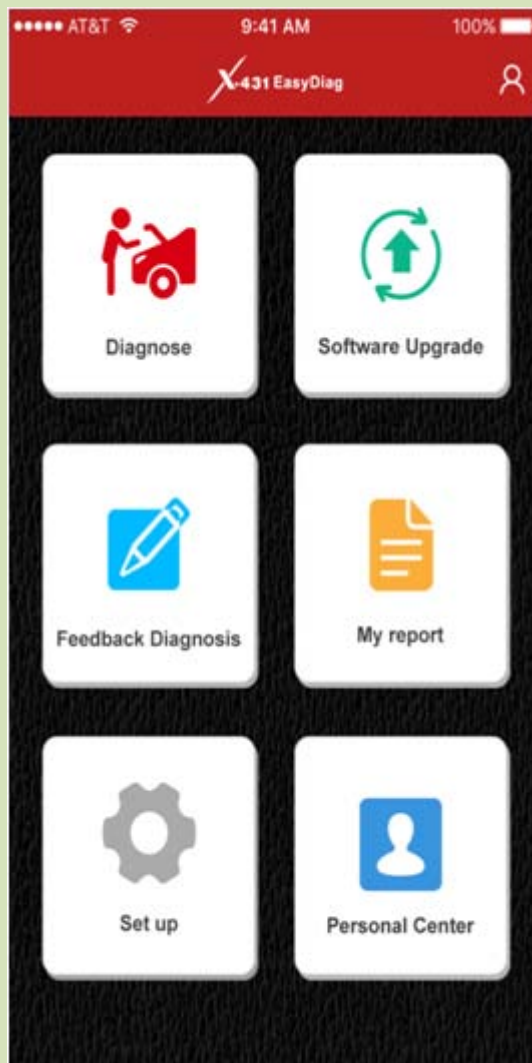 AT&T 9:41 AM 100%
X-431 EasyDiag
Diagnose Software Upgrade
Feedback Diagnosis My report
Set up Personal Center